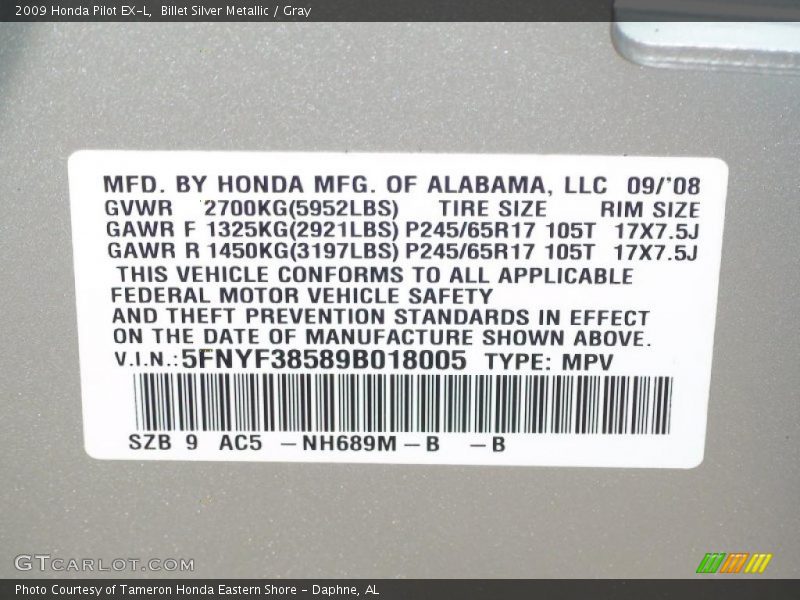 2009 Honda Pilot EX-L,  Billet Silver Metallic / Gray
MFD. BY HONDA MFG. OF ALABAMA, LLC 09/'08
GVWR 2700KG(5952LBS) TIRE SIZE RIM SIZE
GAWR F 1325KG(2921LBS) P245/65R17 105T 17X7.5J
GAWR R 1450KG(3197LBS) P245/65R17 105T 17X7.5J
THIS VEHICLE CONFORMS TO ALL APPLICABLE
FEDERAL MOTOR VEHICLE SAFETY
AND THEFT PREVENTION STANDARDS IN EFFECT
ON THE DATE OF MANUFACTURE SHOWN ABOVE.
V.I.N.: 5FNYF38589B018005 TYPE: MPV
SZB 9 AC5 – NH689M – B – B
GTCARLOT.COM
Photo Courtesy of Tameron Honda Eastern Shore – Daphne, AL